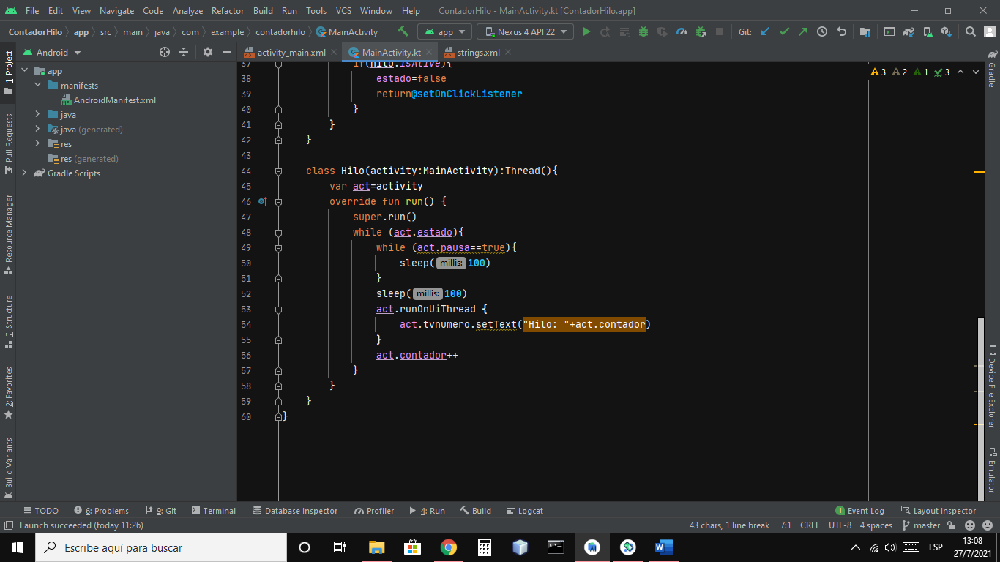 File Edit View Navigate Code Analyze Refactor Build Run Tools VCS Window Help ContadorHilo - MainActivity.kt [ContadorHilo.app]
ContadorHilo app src main java com example contadorhilo MainActivity app Nexus 4 API 22 Git:
Android
activity_main.xml MainActivity.kt strings.xml
1: Project
Pull Requests
Resource Manager
7: Structure
2: Favorites
Build Variants
app
manifests
AndroidManifest.xml
java
java (generated)
res
res (generated)
Gradle Scripts
3 2 1 3
37 if(hilo.isAlive){
38 estado=false
39 return@setOnClickListener
40 }
41 }
42 }
43
44 class Hilo(activity:MainActivity):Thread(){
45 var act=activity
46 override fun run() {
47 super.run()
48 while (act.estado){
49 while (act.pausa==true){
50 sleep( millis: 100)
51 }
52 sleep( millis: 100)
53 act.runOnUiThread {
54 act.tvnumero.setText("Hilo: "+act.contador)
55 }
56 act.contador++
57 }
58 }
59 }
60 }
Gradle
Device File Explorer
Emulator
TODO 6: Problems 9: Git Terminal Database Inspector Profiler 4: Run Build Logcat 1 Event Log Layout Inspector
Launch succeeded (today 11:26) 43 chars, 1 line break 7:1 CRLF UTF-8 4 spaces master
Escribe aquí para buscar
ESP
13:08
27/7/2021